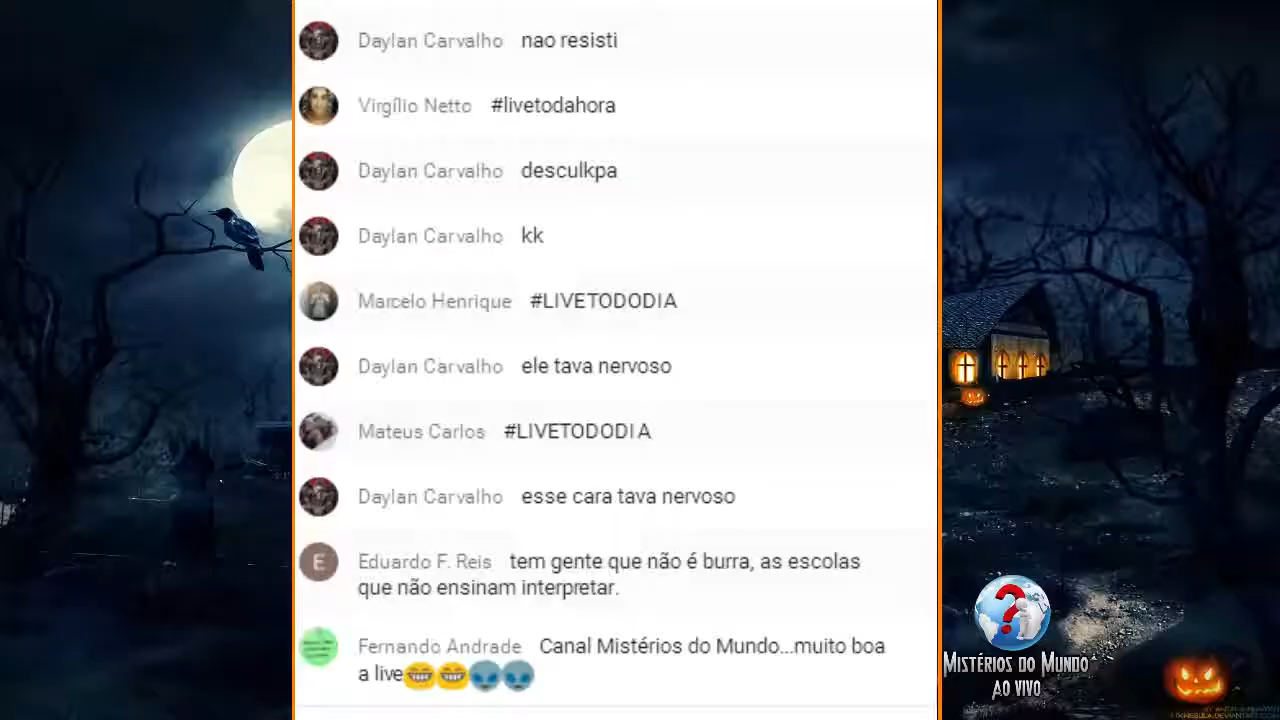 Daylan Carvalho nao resisti
Virgílio Netto #livetodahora
Daylan Carvalho desculkpa
Daylan Carvalho kk
Marcelo Henrique #LIVETODODIA
Daylan Carvalho ele tava nervoso
Mateus Carlos #LIVETODODIA
Daylan Carvalho esse cara tava nervoso
E
Eduardo F. Reis tem gente que não é burra, as escolas
que não ensinam interpretar.
Fernando Andrade Canal Mistérios do Mundo...muito boa
a live😁😁👽👽
?
MISTÉRIOS DO MUNDO
AO VIVO